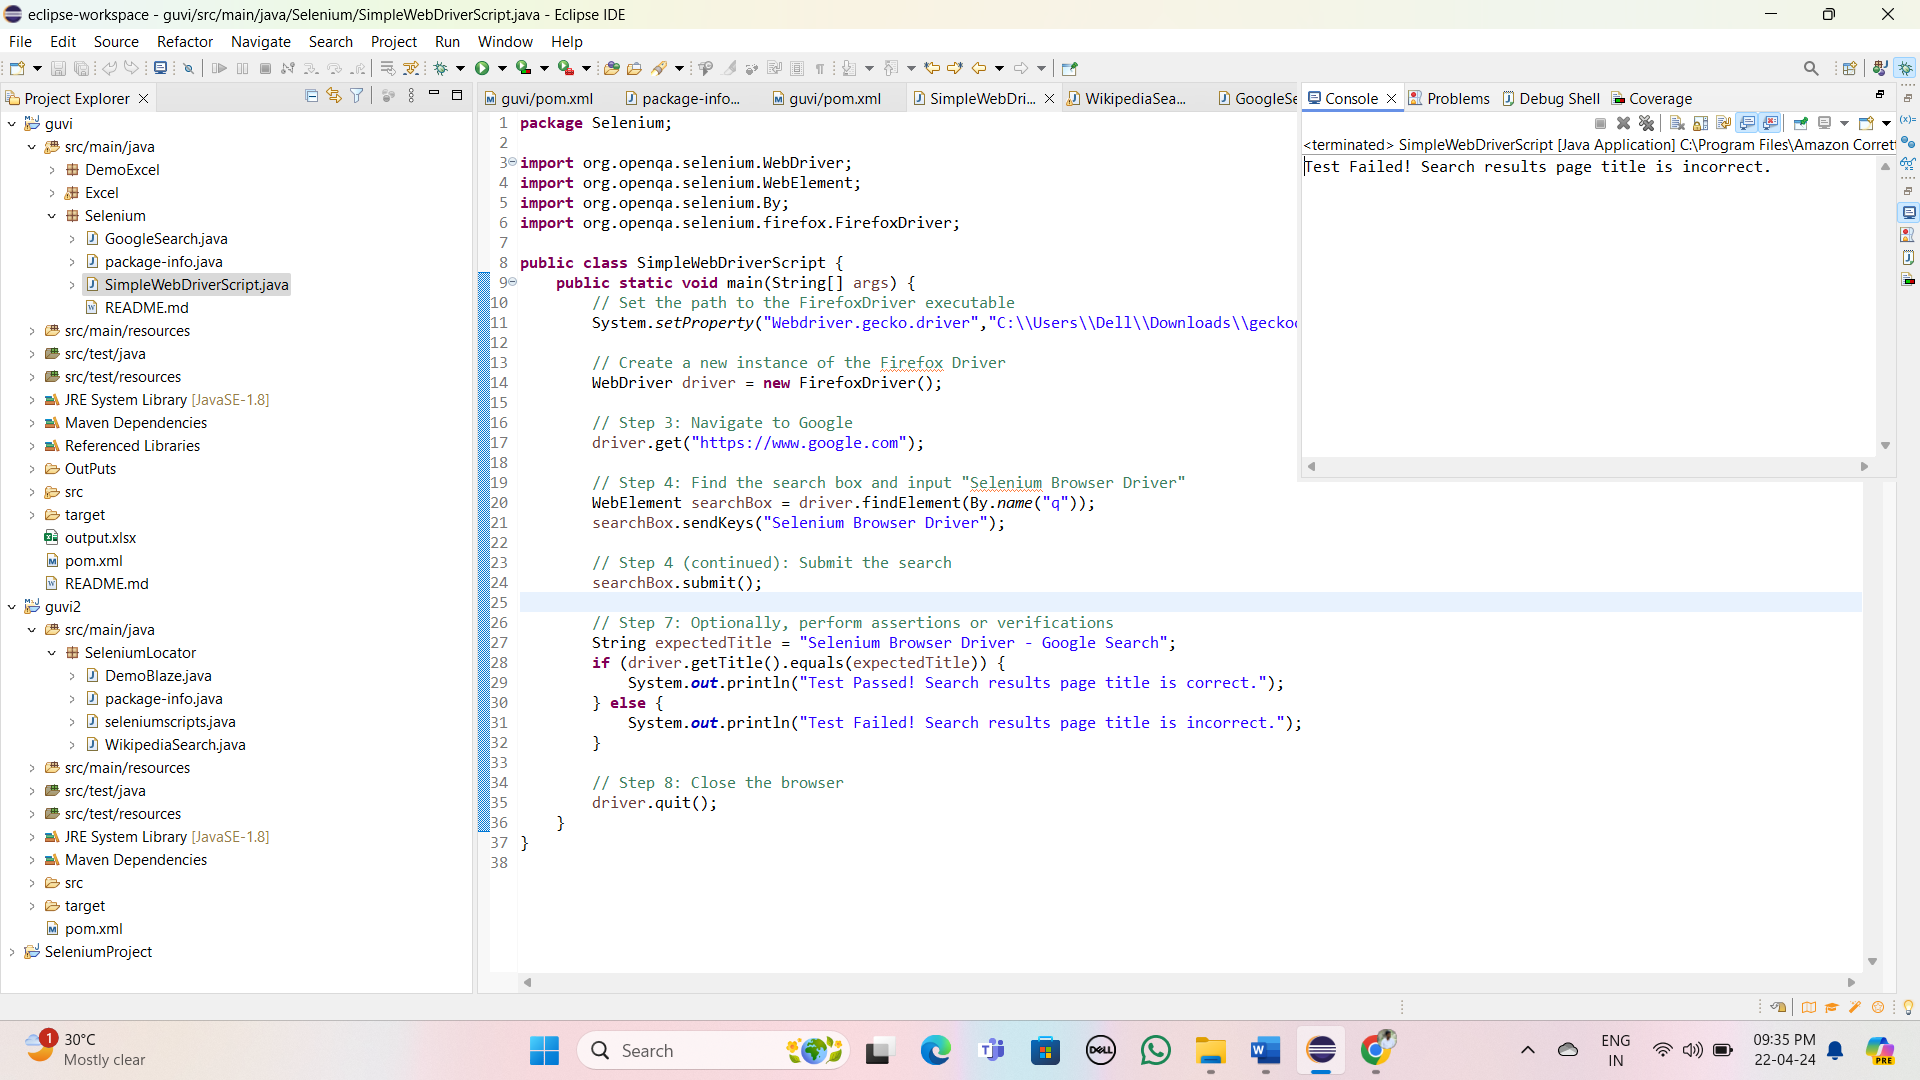 eclipse-workspace - guvi/src/main/java/Selenium/SimpleWebDriverScript.java - Eclipse IDE
File Edit Source Refactor Navigate Search Project Run Window Help
Project Explorer
guvi
src/main/java
DemoExcel
Excel
Selenium
GoogleSearch.java
package-info.java
SimpleWebDriverScript.java
README.md
src/main/resources
src/test/java
src/test/resources
JRE System Library [JavaSE-1.8]
Maven Dependencies
Referenced Libraries
OutPuts
src
target
output.xlsx
pom.xml
README.md
guvi2
src/main/java
SeleniumLocator
DemoBlaze.java
package-info.java
seleniumscripts.java
WikipediaSearch.java
src/main/resources
src/test/java
src/test/resources
JRE System Library [JavaSE-1.8]
Maven Dependencies
src
target
pom.xml
SeleniumProject
guvi/pom.xml package-info... guvi/pom.xml SimpleWebDri... WikipediaSea... GoogleSe
1 package Selenium;
2
3 import org.openqa.selenium.WebDriver;
4 import org.openqa.selenium.WebElement;
5 import org.openqa.selenium.By;
6 import org.openqa.selenium.firefox.FirefoxDriver;
7
8 public class SimpleWebDriverScript {
9 public static void main(String[] args) {
10 // Set the path to the FirefoxDriver executable
11 System.setProperty("Webdriver.gecko.driver","C:\\Users\\Dell\\Downloads\\gecko
12
13 // Create a new instance of the Firefox Driver
14 WebDriver driver = new FirefoxDriver();
15
16 // Step 3: Navigate to Google
17 driver.get("https://www.google.com");
18
19 // Step 4: Find the search box and input "Selenium Browser Driver"
20 WebElement searchBox = driver.findElement(By.name("q"));
21 searchBox.sendKeys("Selenium Browser Driver");
22
23 // Step 4 (continued): Submit the search
24 searchBox.submit();
25
26 // Step 7: Optionally, perform assertions or verifications
27 String expectedTitle = "Selenium Browser Driver - Google Search";
28 if (driver.getTitle().equals(expectedTitle)) {
29 System.out.println("Test Passed! Search results page title is correct.");
30 } else {
31 System.out.println("Test Failed! Search results page title is incorrect.");
32 }
33
34 // Step 8: Close the browser
35 driver.quit();
36 }
37 }
38
Console Problems Debug Shell Coverage
<terminated> SimpleWebDriverScript [Java Application] C:\Program Files\Amazon Corrett
Test Failed! Search results page title is incorrect.
1
30°C
Mostly clear
Search
DELL
ENG
IN
09:35 PM
22-04-24
PRE